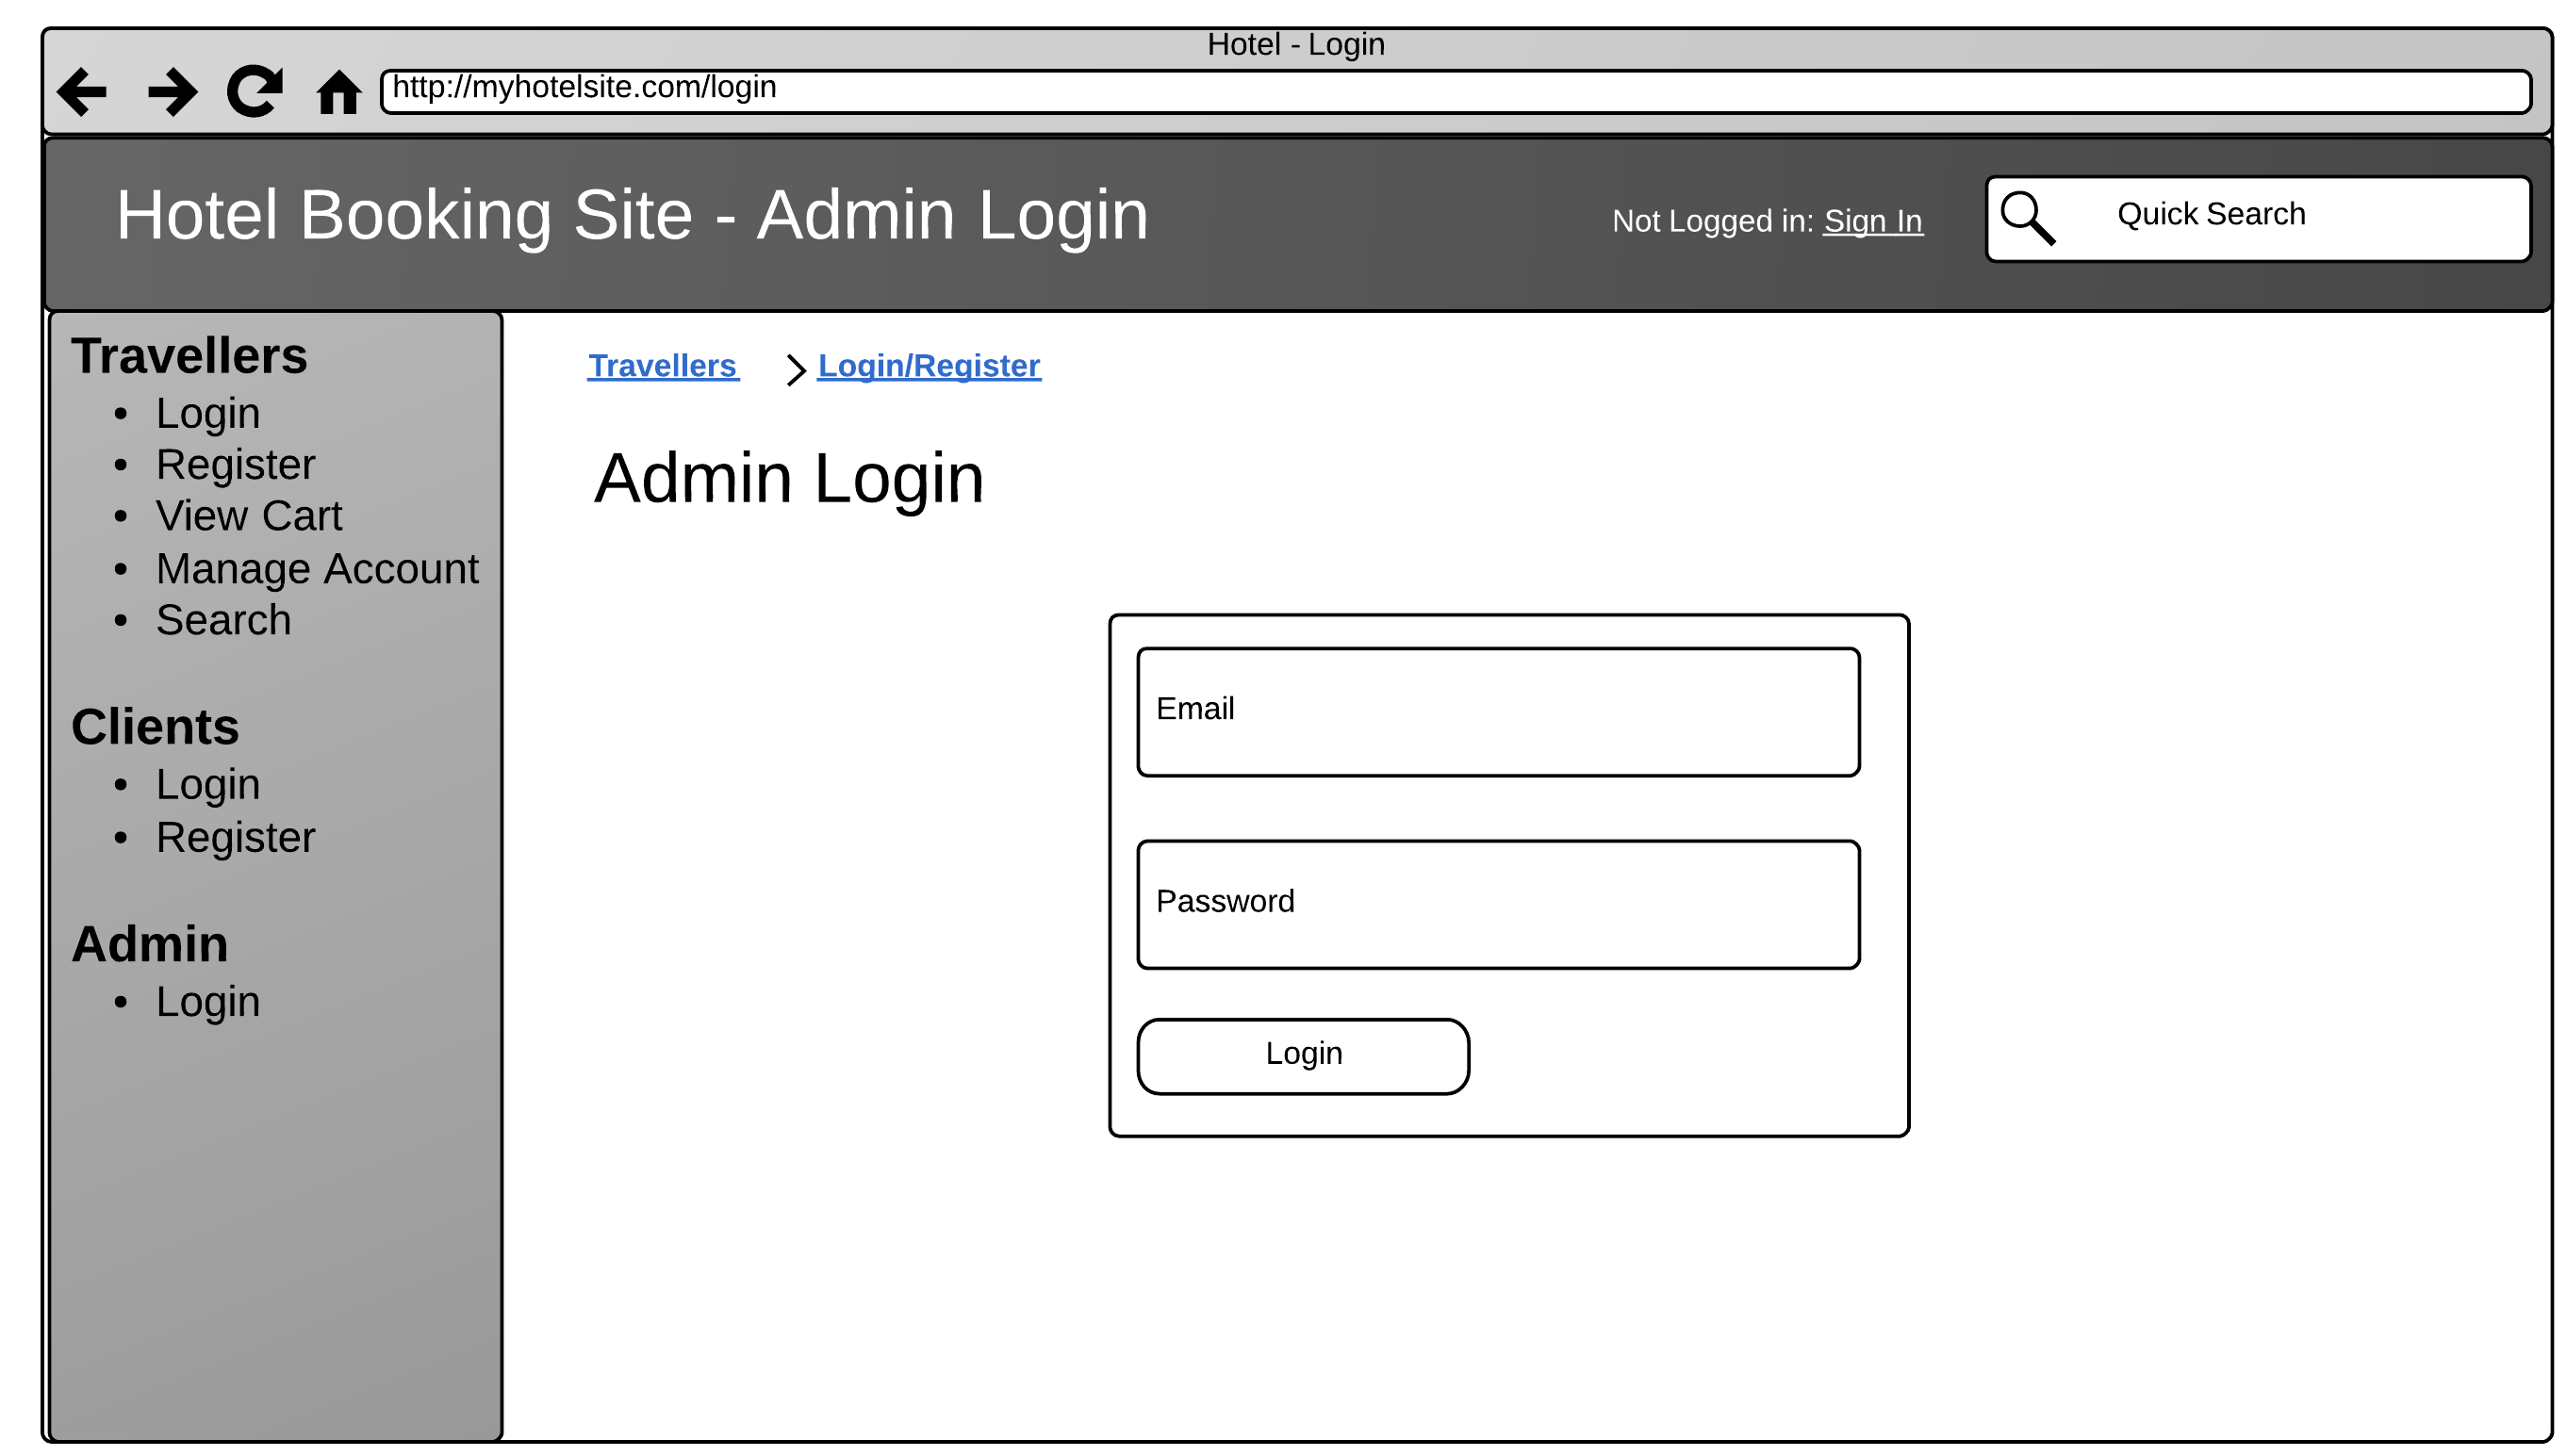 Hotel - Login
http://myhotelsite.com/login
Hotel Booking Site - Admin Login
Not Logged in: Sign In
Quick Search
Travellers
• Login
• Register
• View Cart
• Manage Account
• Search
Clients
• Login
• Register
Admin
• Login
Travellers > Login/Register
Admin Login
Email
Password
Login